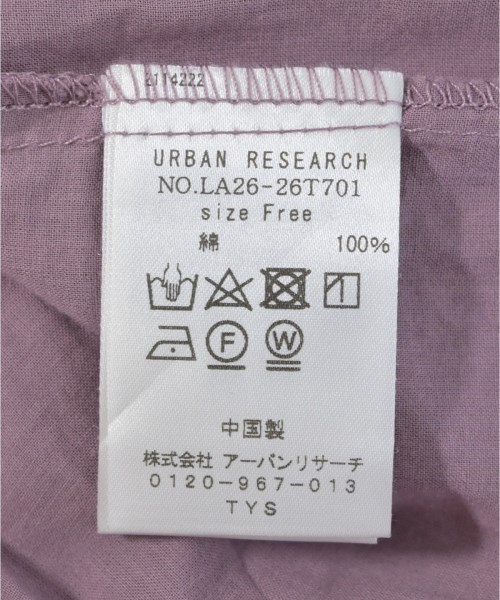 21T4222
URBAN RESEARCH
NO.LA26-26T701
size Free
綿 100%
F W
中国製
株式会社 アーバンリサーチ
0120-967-013
TYS